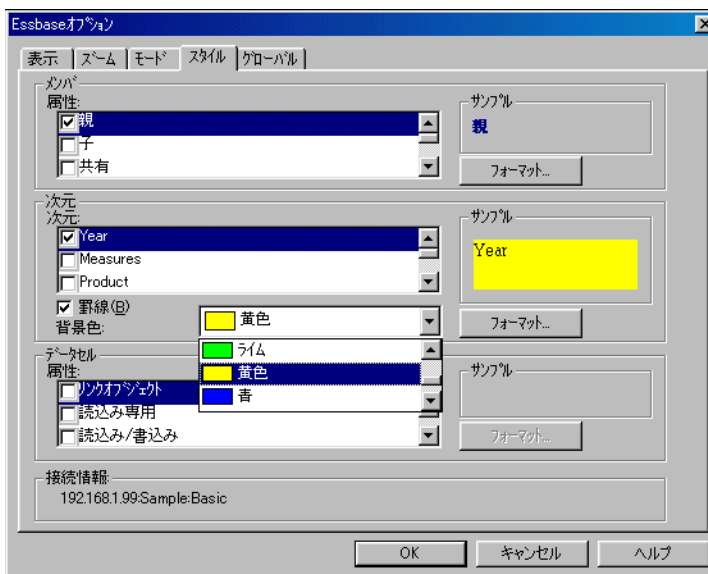 Essbaseオプション
表示 ズーム モード スタイル グローバル
メンバ
属性:
親
子
共有
サンプル
親
フォーマット...
次元
次元:
Year
Measures
Product
罫線(B)
背景色:
黄色
ライム
黄色
青
サンプル
Year
フォーマット...
データセル
属性:
リンクオブジェクト
読込み専用
読込み/書込み
サンプル
フォーマット...
接続情報:
192.168.1.99:Sample:Basic
OK キャンセル ヘルプ